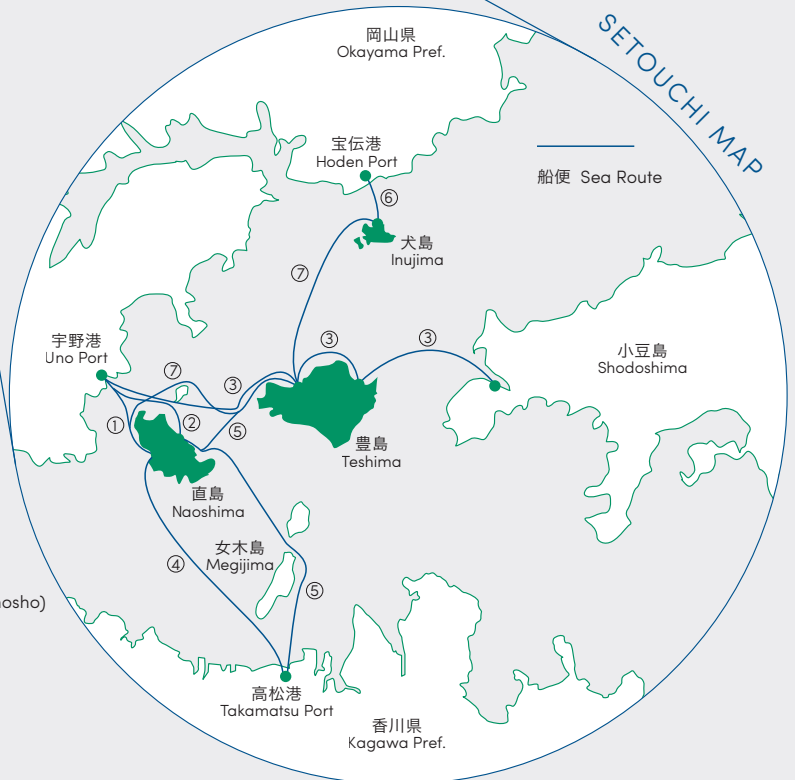 SETOUCHI MAP
岡山県
Okayama Pref.
宝伝港
Hoden Port
船便 Sea Route
⑥
犬島
Inujima
⑦
宇野港
Uno Port
⑦
③
③
③
小豆島
Shodoshima
①
②
⑤
豊島
Teshima
直島
Naoshima
女木島
Megijima
④
⑤
高松港
Takamatsu Port
香川県
Kagawa Pref.